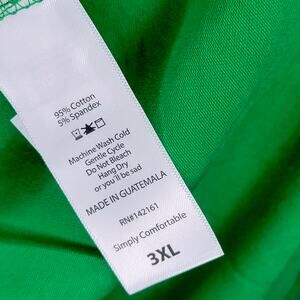 95% Cotton
5% Spandex
Machine Wash Cold
Gentle Cycle
Do Not Bleach
Hang Dry
or you'll be sad
MADE IN GUATEMALA
RN#142161
Simply Comfortable
3XL